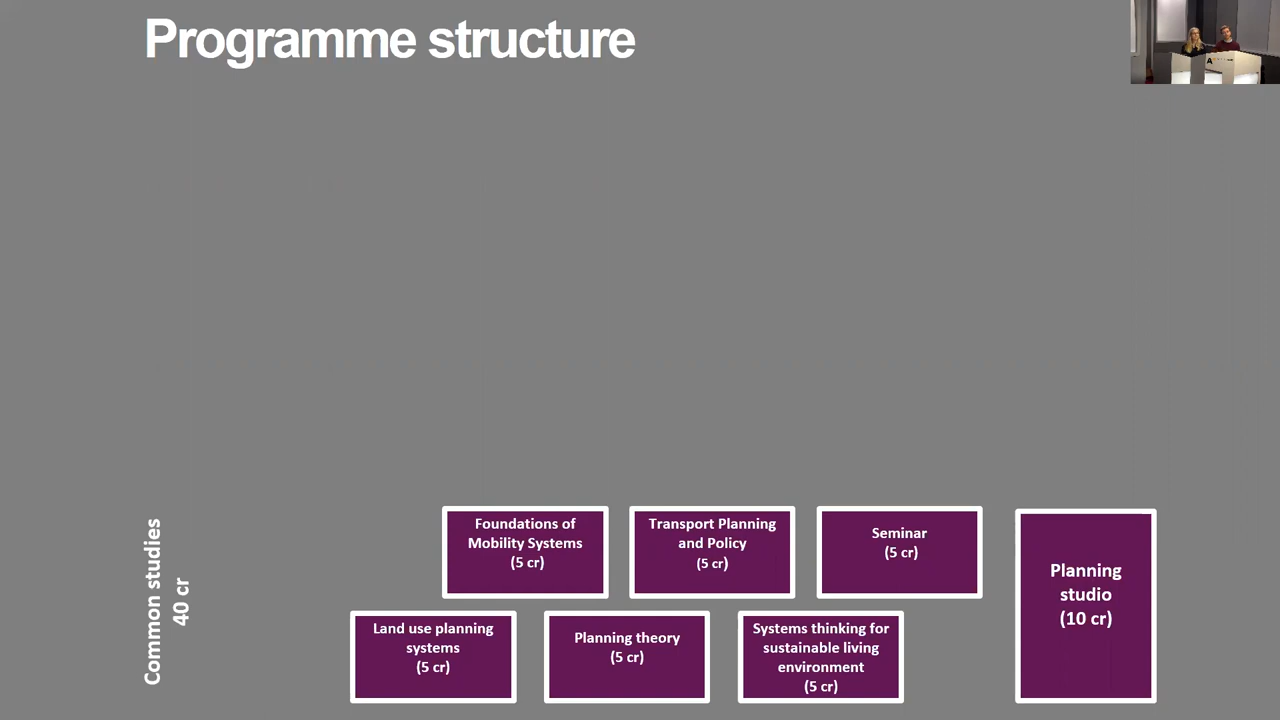 Programme structure
Common studies
40 cr
Foundations of
Mobility Systems
(5 cr)
Transport Planning
and Policy
(5 cr)
Seminar
(5 cr)
Planning
studio
(10 cr)
Land use planning
systems
(5 cr)
Planning theory
(5 cr)
Systems thinking for
sustainable living
environment
(5 cr)